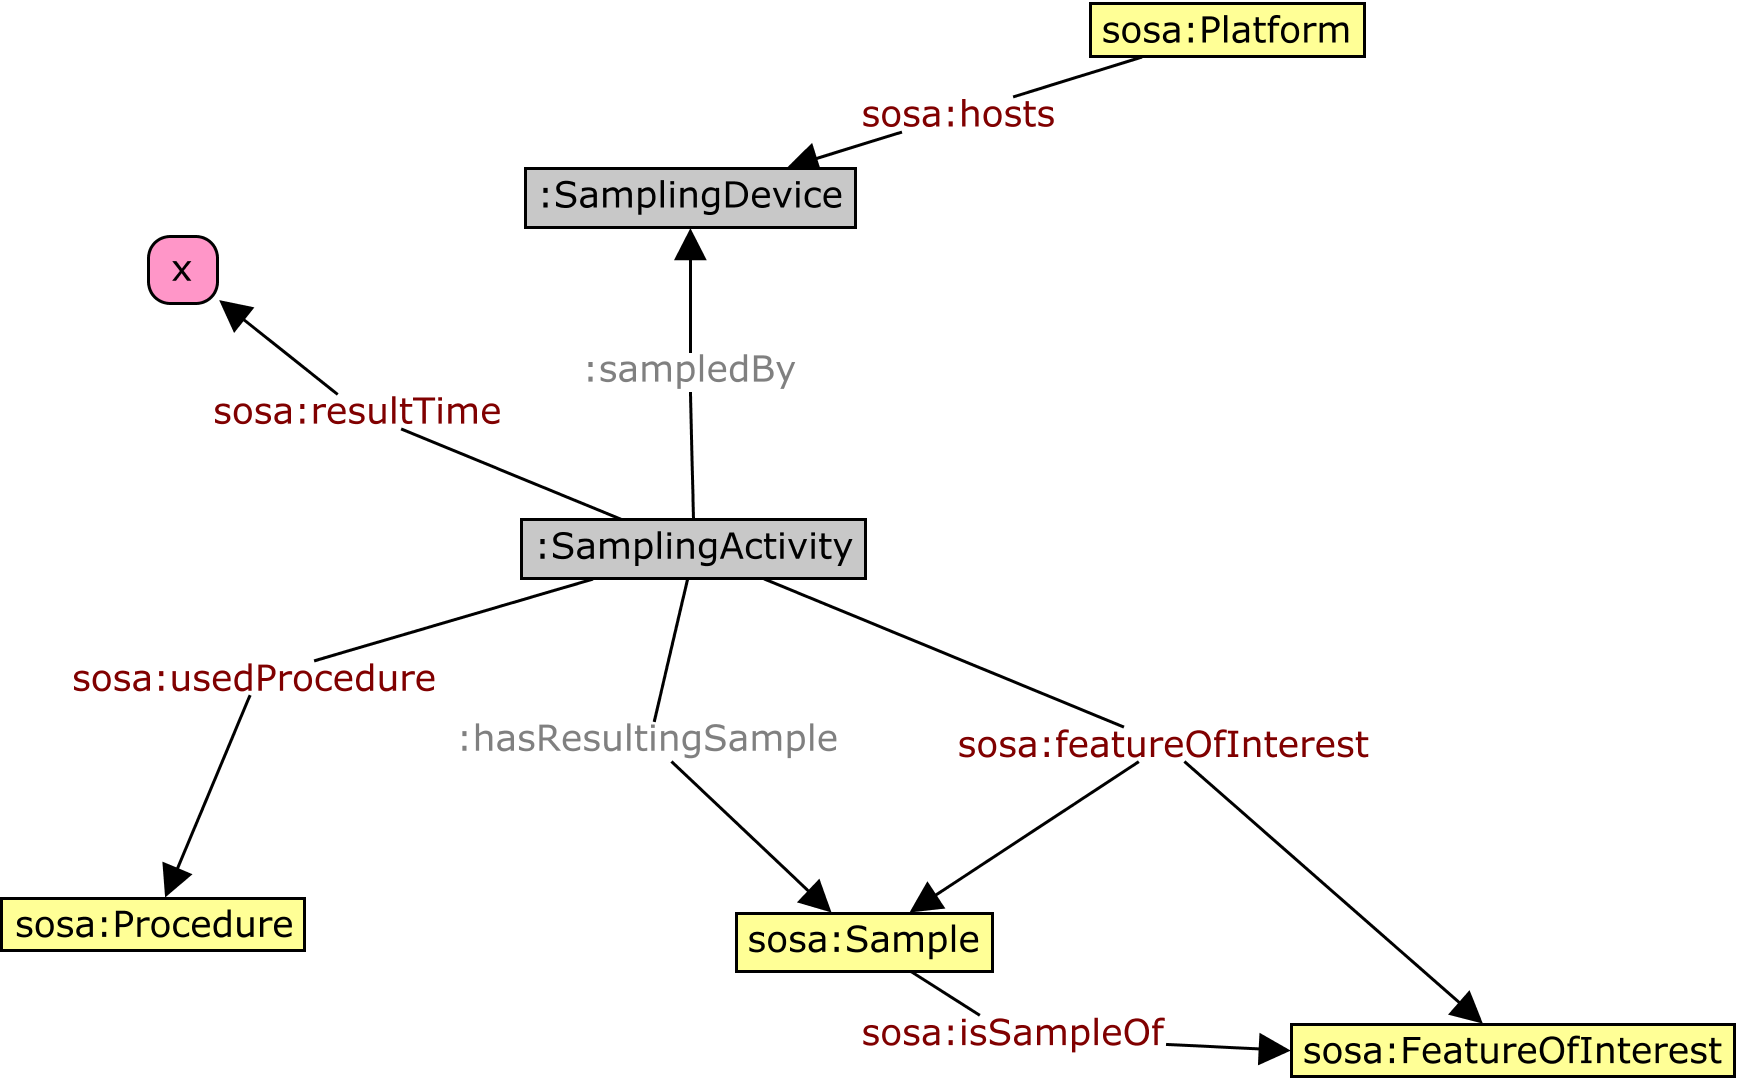 sosa:Platform
sosa:hosts
:SamplingDevice
x
:sampledBy
sosa:resultTime
:SamplingActivity
sosa:usedProcedure
:hasResultingSample
sosa:featureOfInterest
sosa:Procedure
sosa:Sample
sosa:isSampleOf
sosa:FeatureOfInterest